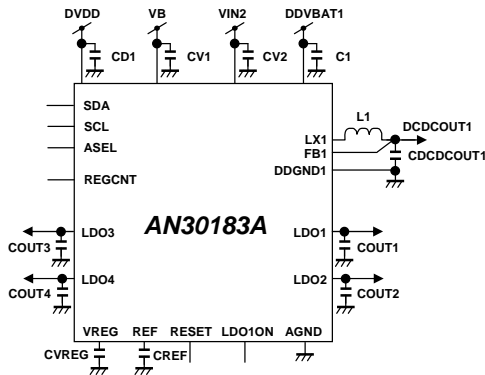 DVDD VB VIN2 DDVBAT1
CD1 CV1 CV2 C1
SDA
SCL
ASEL
REGCNT
L1
LX1 DCDCOUT1
FB1 CDCDCOUT1
DDGND1
AN30183A
LDO3 LDO1
COUT3 COUT1
LDO4 LDO2
COUT4 COUT2
VREG REF RESET LDO1ON AGND
CVREG CREF